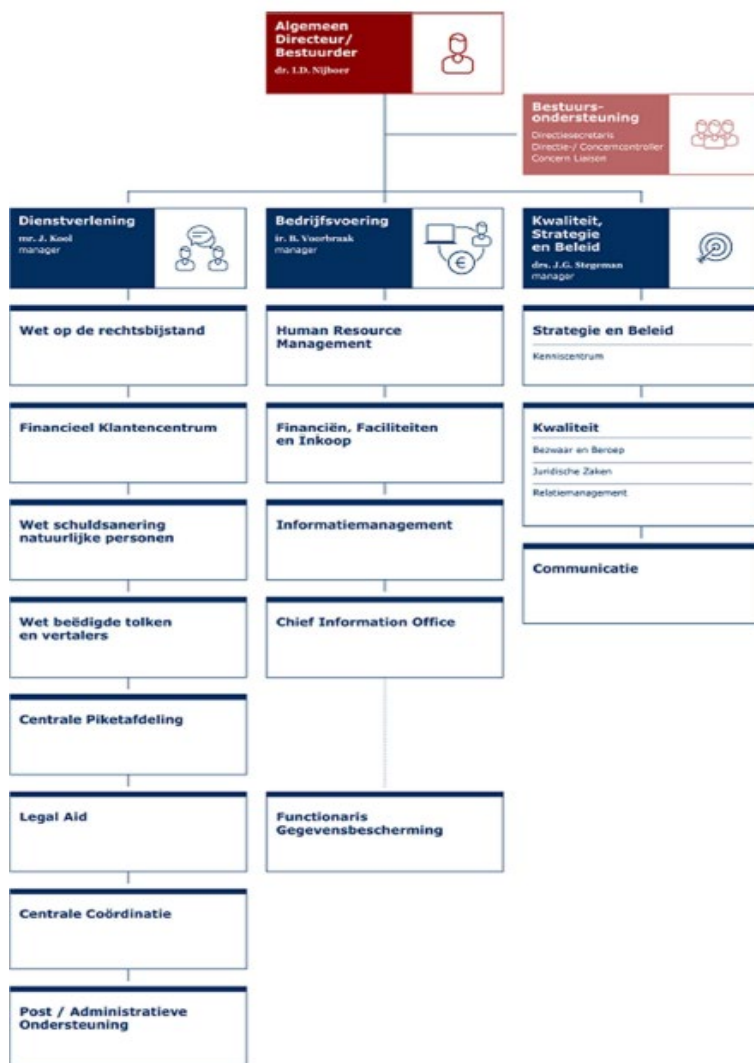 Algemeen
Directeur/
Bestuurder
dr. I.D. Nijboer
Bestuurs-
ondersteuning
Directiesecretaris
Directie-/ Concerncontroller
Concern Liaison
Dienstverlening
mr. J. Kool
manager
Bedrijfsvoering
ir. B. Voorbraak
manager
Kwaliteit,
Strategie
en Beleid
drs. J.G. Stegeman
manager
Wet op de rechtsbijstand
Financieel Klantencentrum
Wet schuldsanering
natuurlijke personen
Wet beëdigde tolken
en vertalers
Centrale Piketafdeling
Legal Aid
Centrale Coördinatie
Post / Administratieve
Ondersteuning
Human Resource
Management
Financiën, Faciliteiten
en Inkoop
Informatiemanagement
Chief Information Office
Functionaris
Gegevensbescherming
Strategie en Beleid
Kenniscentrum
Kwaliteit
Bezwaar en Beroep
Juridische Zaken
Relatiemanagement
Communicatie